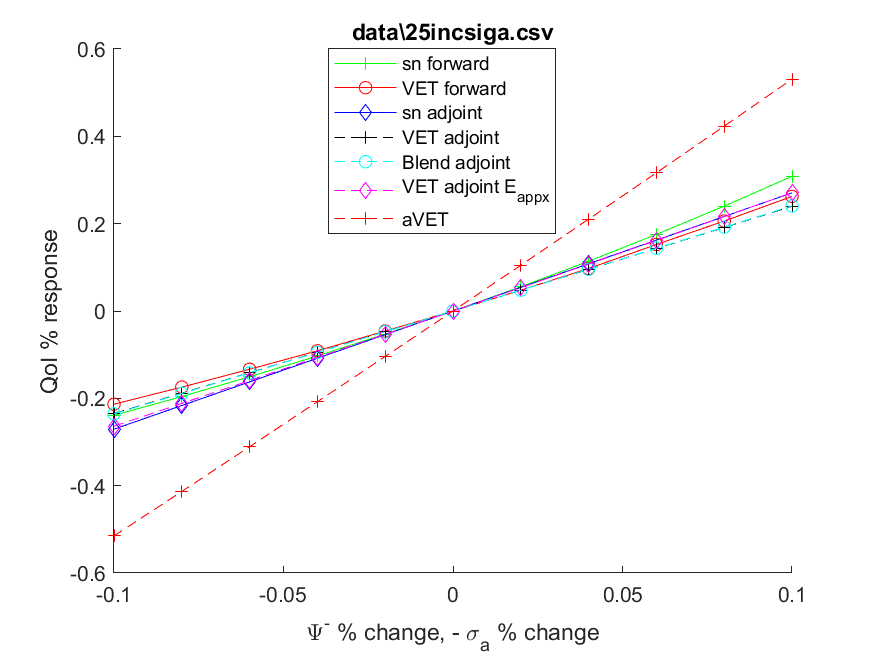 data\25incsiga.csv
sn forward
VET forward
sn adjoint
VET adjoint
Blend adjoint
VET adjoint E_appx
aVET
0.6
0.4
0.2
0
-0.2
-0.4
-0.6
QoI % response
-0.1
-0.05
0
0.05
0.1
Ψ⁻ % change, - σ_a % change